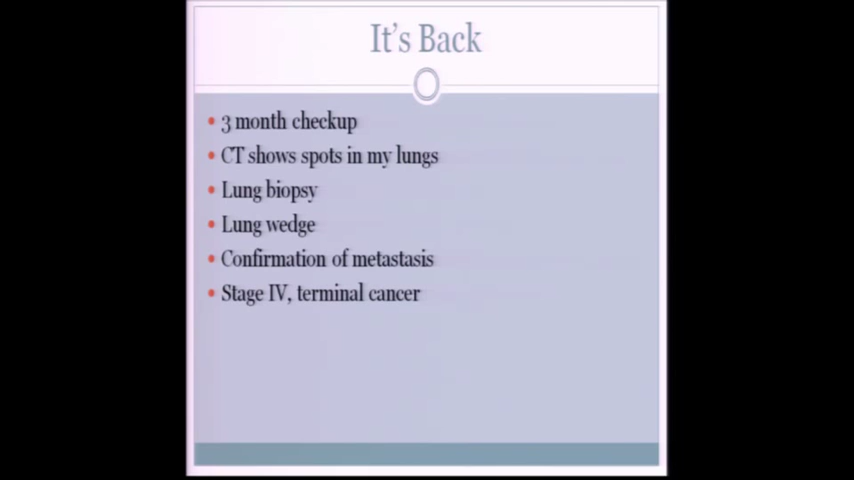 It's Back
3 month checkup
CT shows spots in my lungs
Lung biopsy
Lung wedge
Confirmation of metastasis
Stage IV, terminal cancer